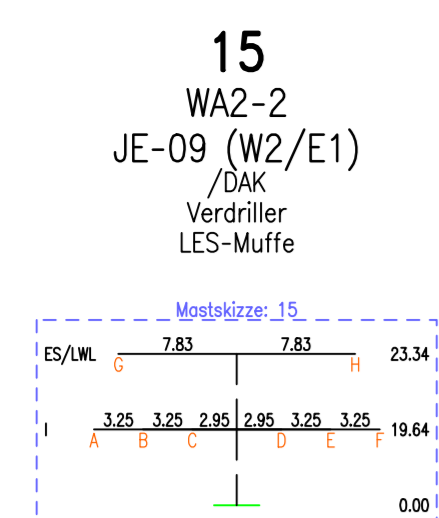 15
WA2-2
JE-09 (W2/E1)
/DAK
Verdriller
LES-Muffe
Mastskizze: 15
ES/LWL 7.83 7.83 23.34
G H
I 3.25 3.25 2.95 2.95 3.25 3.25 19.64
A B C D E F
0.00